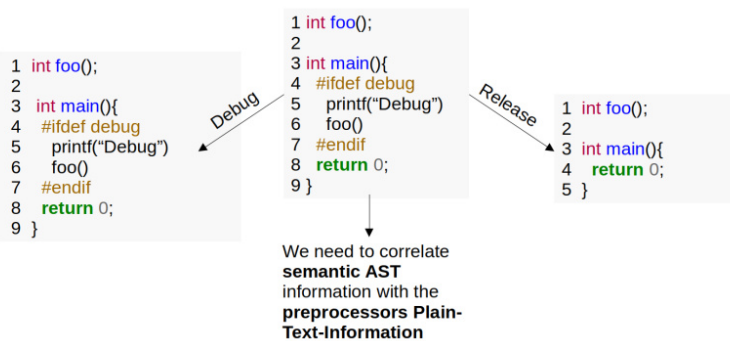 1 int foo();
2
3 int main(){
4 #ifdef debug
5 printf(“Debug”)
6 foo()
7 #endif
8 return 0;
9 }
Debug
1 int foo();
2
3 int main(){
4 #ifdef debug
5 printf(“Debug”)
6 foo()
7 #endif
8 return 0;
9 }
Release
1 int foo();
2
3 int main(){
4 return 0;
5 }
We need to correlate
semantic AST
information with the
preprocessors Plain-
Text-Information